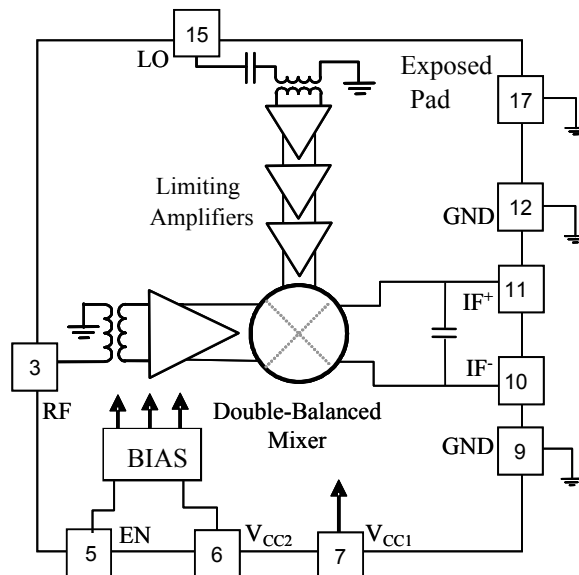 15
LO
Exposed
Pad
17
Limiting
Amplifiers
12
GND
11
IF+
3
RF
IF-
10
Double-Balanced
Mixer
GND
9
BIAS
5
EN
6
VCC2
7
VCC1